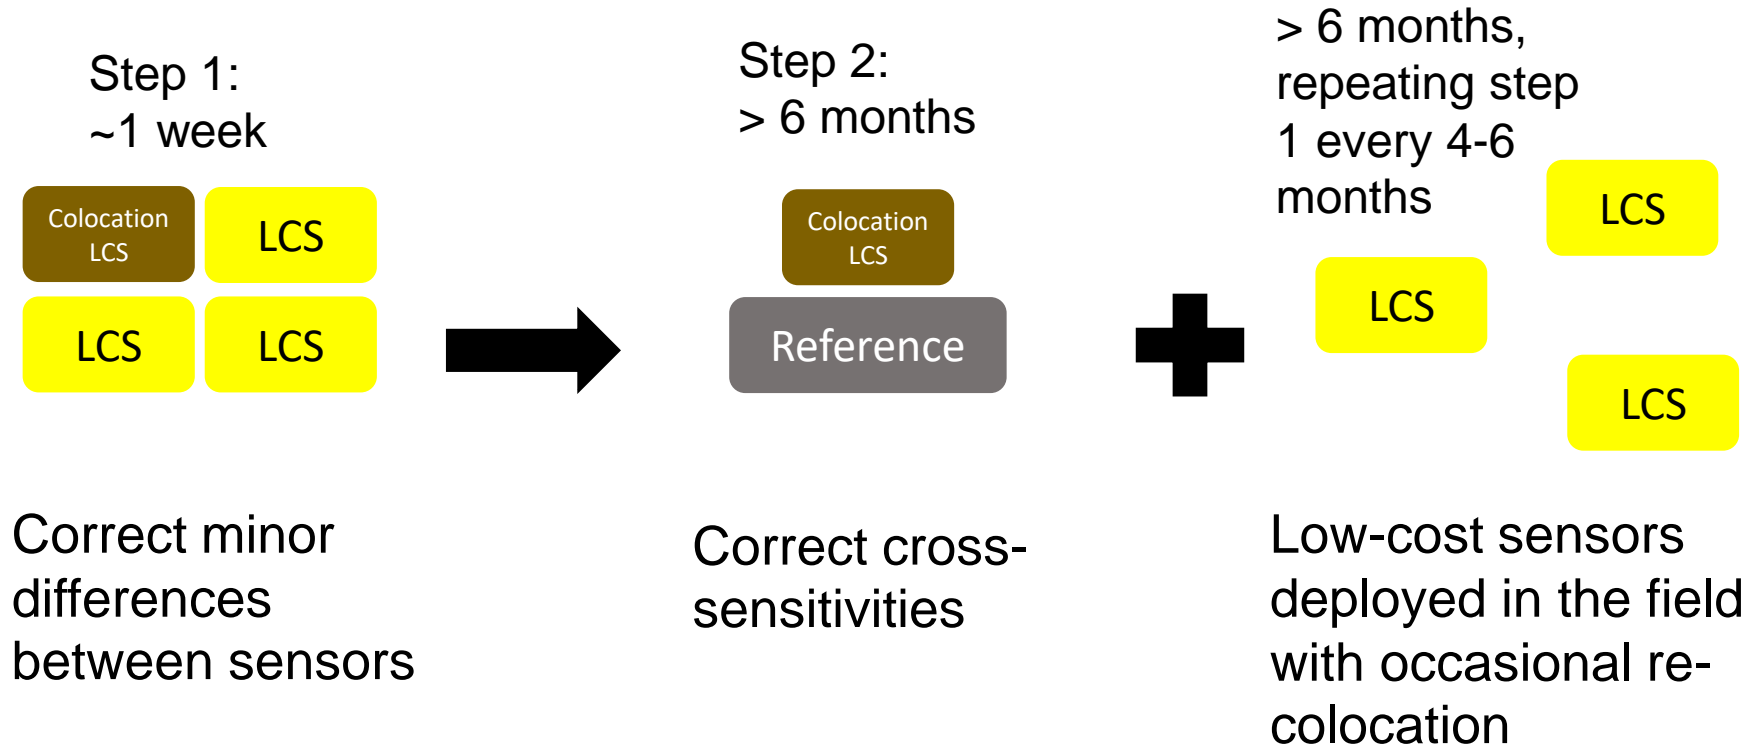 Step 1:
~1 week
Colocation
LCS
LCS
LCS
LCS
Correct minor
differences
between sensors
Step 2:
> 6 months
Colocation
LCS
Reference
Correct cross-
sensitivities
> 6 months,
repeating step
1 every 4-6
months
LCS
LCS
LCS
Low-cost sensors
deployed in the field
with occasional re-
colocation